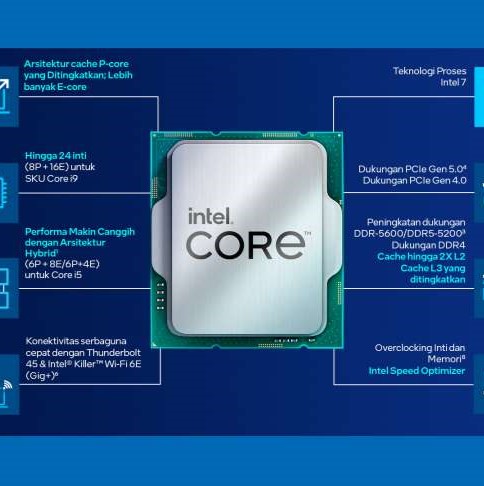 Arsitektur cache P-core
yang Ditingkatkan; Lebih
banyak E-core
Hingga 24 inti
(8P + 16E) untuk
SKU Core i9
Performa Makin Canggih
dengan Arsitektur
Hybrid¹
(6P + 8E/6P+4E)
untuk Core i5
Konektivitas serbaguna
cepat dengan Thunderbolt
45 & Intel® Killer™ Wi-Fi 6E
(Gig+)⁶
intel.
CORE™
Teknologi Proses
Intel 7
Dukungan PCIe Gen 5.0⁴
Dukungan PCIe Gen 4.0
Peningkatan dukungan
DDR-5600/DDR5-5200³
Dukungan DDR4
Cache hingga 2X L2
Cache L3 yang
ditingkatkan
Overclocking Inti dan
Memori⁸
Intel Speed Optimizer